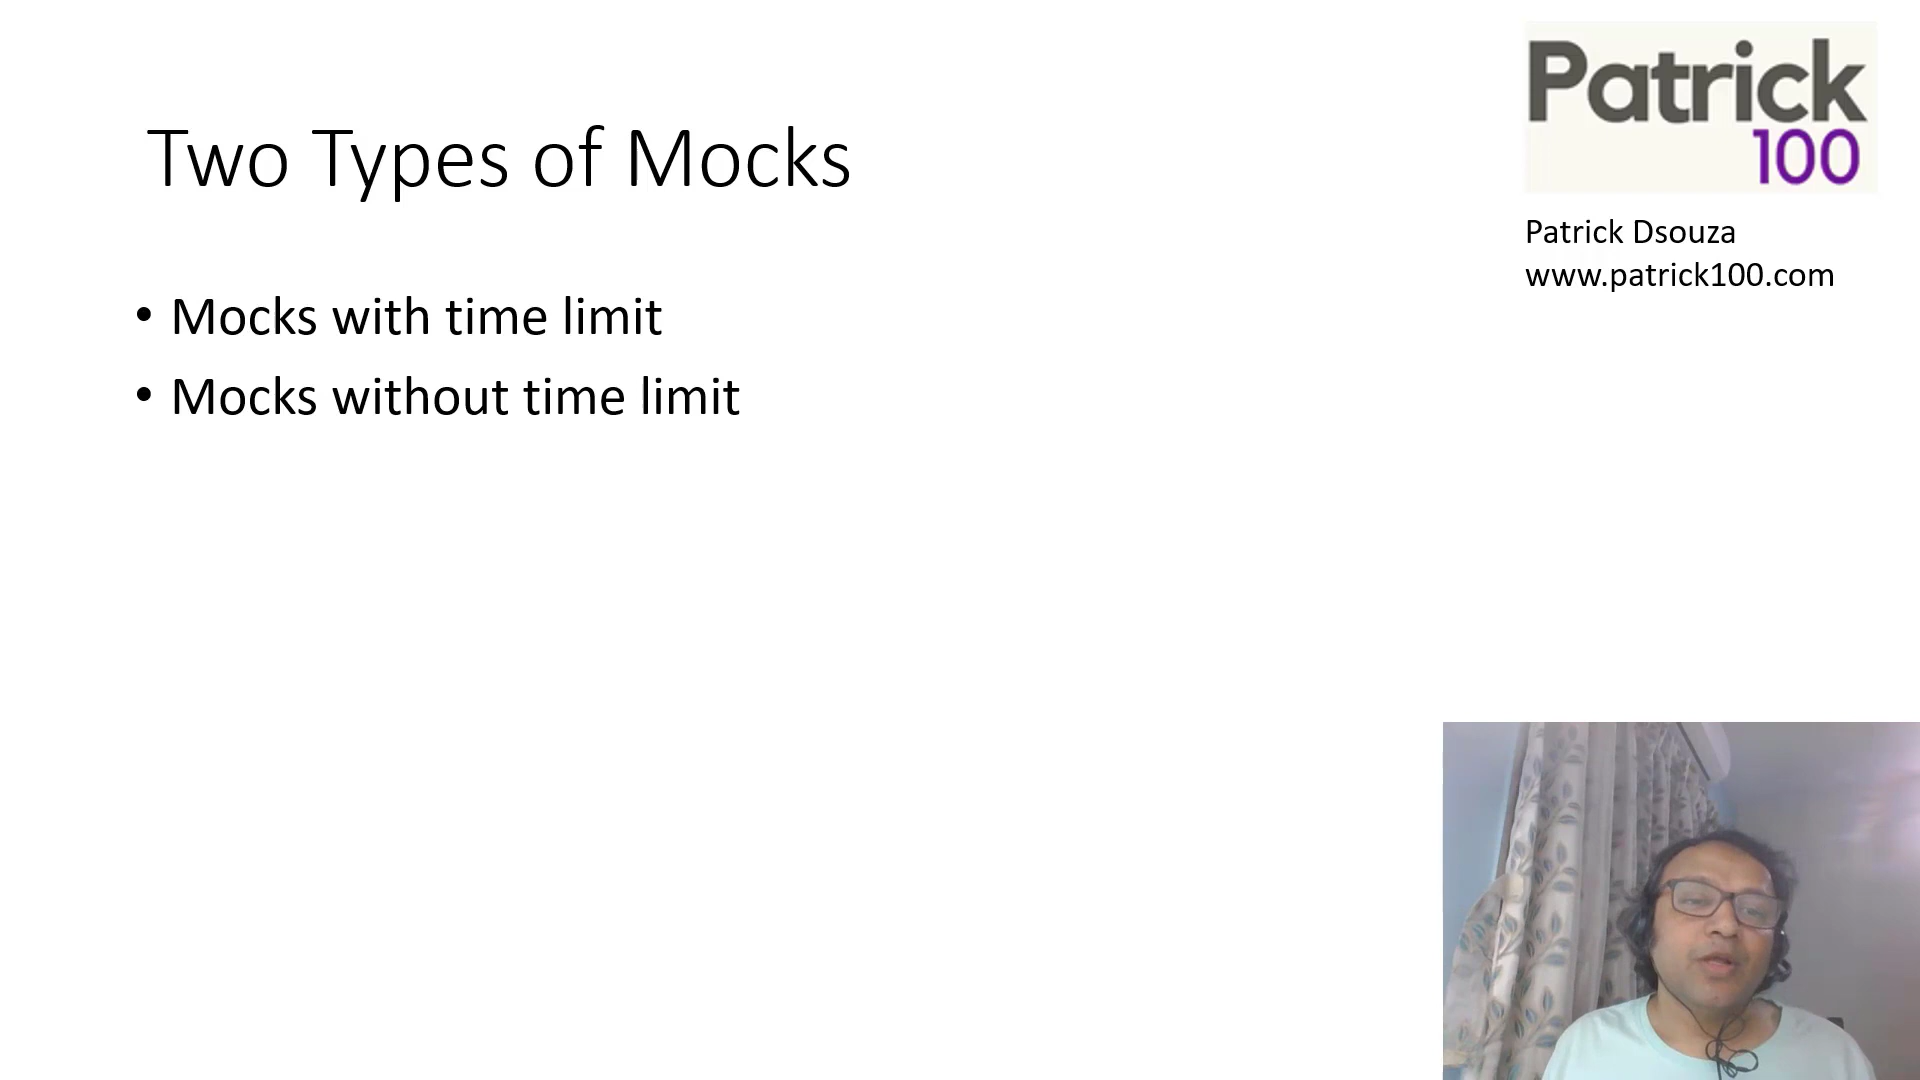 Two Types of Mocks
• Mocks with time limit
• Mocks without time limit
Patrick
100
Patrick Dsouza
www.patrick100.com